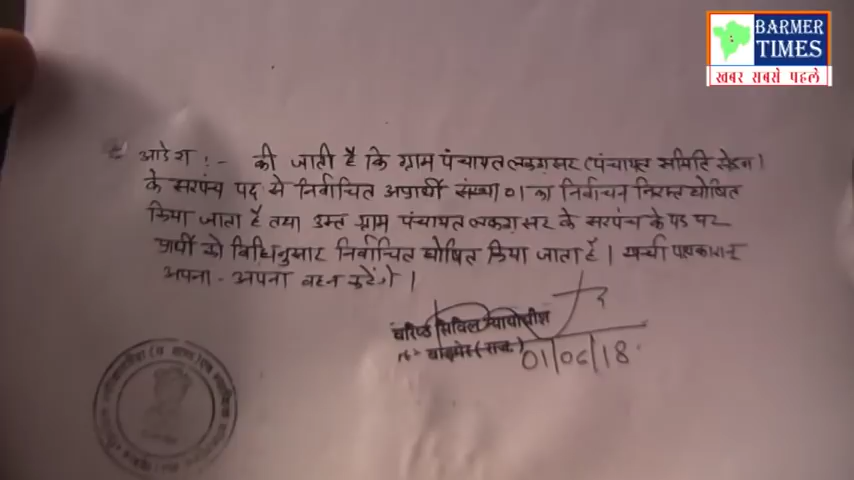 BARMER
TIMES
ख़बर सबसे पहले
आदेश :- की जाती है कि ग्राम पंचायत लकड़ासर (पंचायत समिति सेड़वा)
के सरपंच पद से निर्वाचित अप्रार्थी संख्या 01 का निर्वाचन निरस्त घोषित
किया जाता है तथा उक्त ग्राम पंचायत लकड़ासर के सरपंच के पद पर
प्रार्थी को विधिनुसार निर्वाचित घोषित किया जाता है । खर्चा पक्षकारान्
अपना - अपना वहन करेंगे ।
वरिष्ठ सिविल न्यायाधीश
बाड़मेर (राज.)
01/06/18